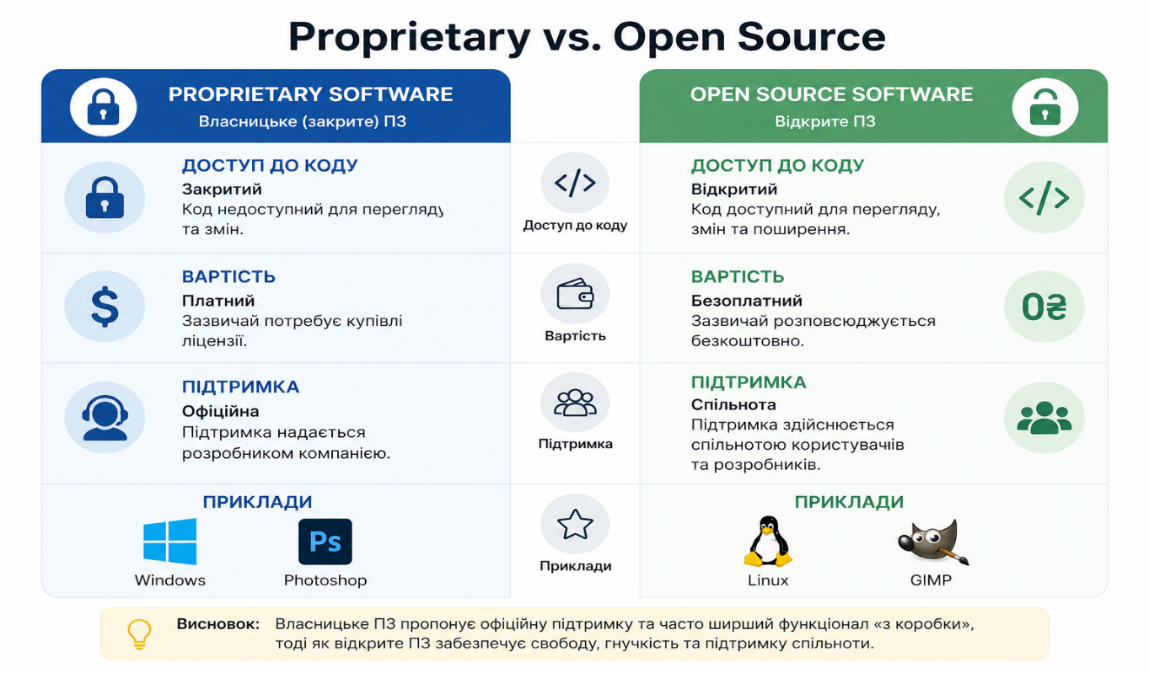 Proprietary vs. Open Source
PROPRIETARY SOFTWARE
Власницьке (закрите) ПЗ
OPEN SOURCE SOFTWARE
Відкрите ПЗ
ДОСТУП ДО КОДУ
Закритий
Код недоступний для перегляду
та змін.
</>
Доступ до коду
ДОСТУП ДО КОДУ
Відкритий
Код доступний для перегляду,
змін та поширення.
</>
$
ВАРТІСТЬ
Платний
Зазвичай потребує купівлі
ліцензії.
Вартість
ВАРТІСТЬ
Безоплатний
Зазвичай розповсюджується
безкоштовно.
0₴
ПІДТРИМКА
Офіційна
Підтримка надається
розробником компанією.
Підтримка
ПІДТРИМКА
Спільнота
Підтримка здійснюється
спільнотою користувачів
та розробників.
ПРИКЛАДИ
Ps
Windows
Photoshop
Приклади
ПРИКЛАДИ
Linux
GIMP
Висновок: Власницьке ПЗ пропонує офіційну підтримку та часто ширший функціонал «з коробки»,
тоді як відкрите ПЗ забезпечує свободу, гнучкість та підтримку спільноти.